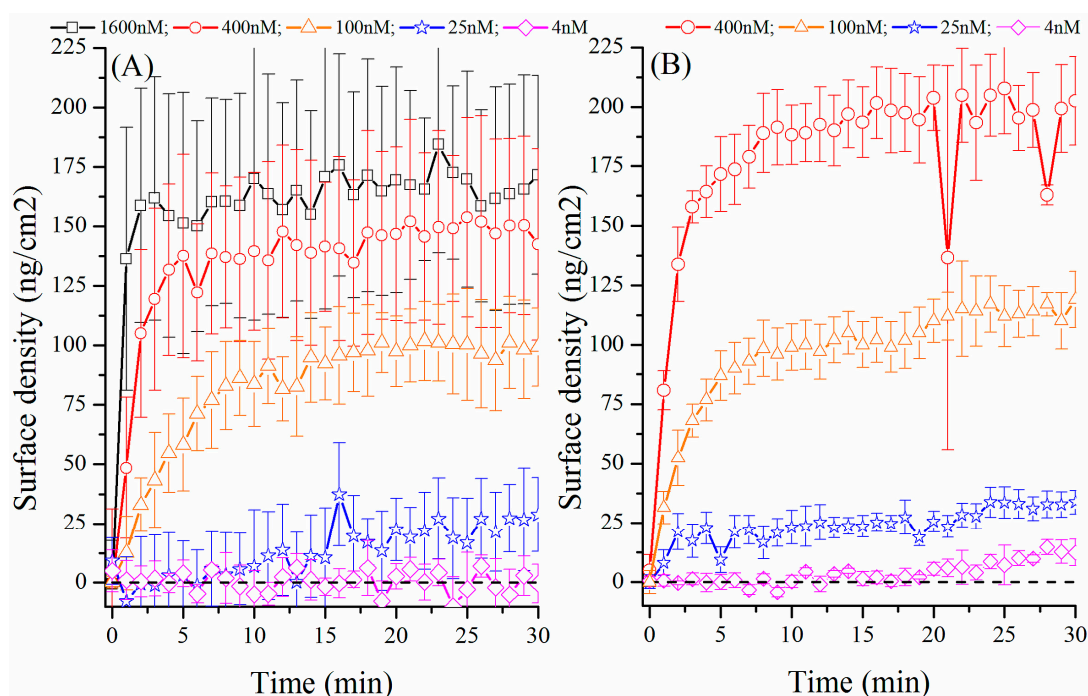 1600nM; 400nM; 100nM; 25nM; 4nM
(A)
Surface density (ng/cm2)
225
200
175
150
125
100
75
50
25
0
0 5 10 15 20 25 30
Time (min)
400nM; 100nM; 25nM; 4nM
(B)
Surface density (ng/cm2)
225
200
175
150
125
100
75
50
25
0
0 5 10 15 20 25 30
Time (min)